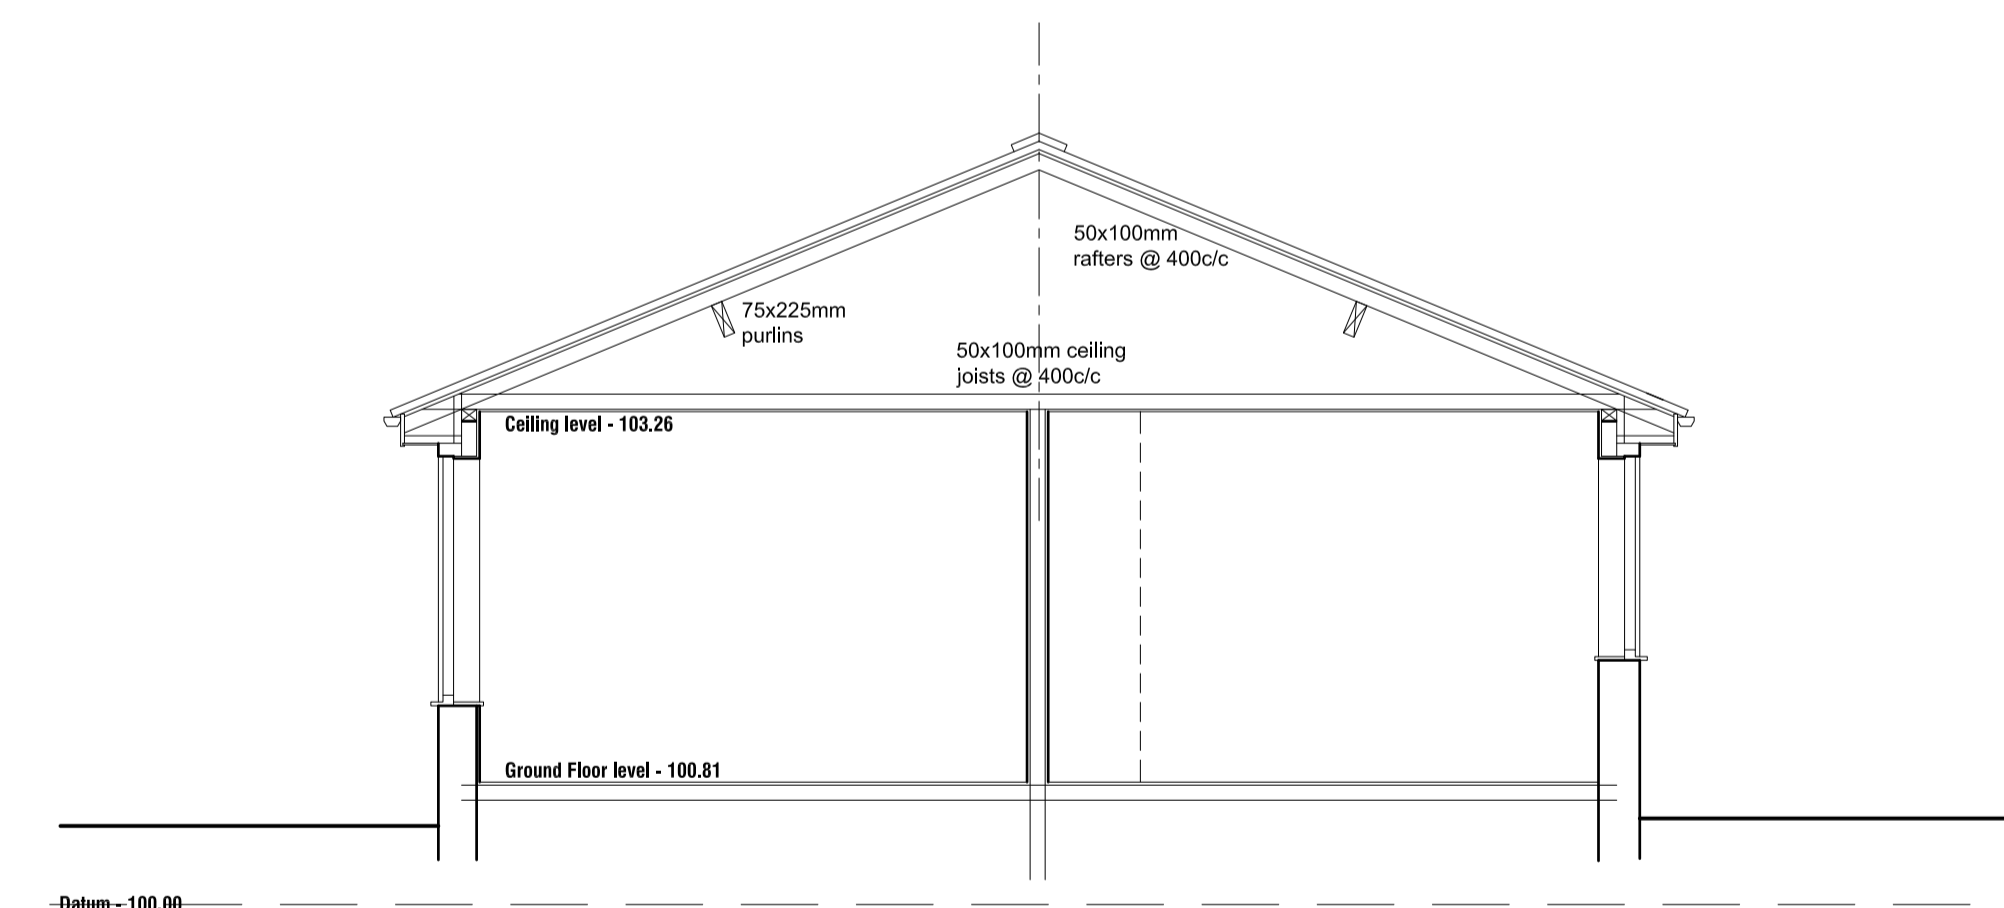 50x100mm
rafters @ 400c/c
75x225mm
purlins
50x100mm ceiling
joists @ 400c/c
Ceiling level - 103.26
Ground Floor level - 100.81
Datum - 100.00